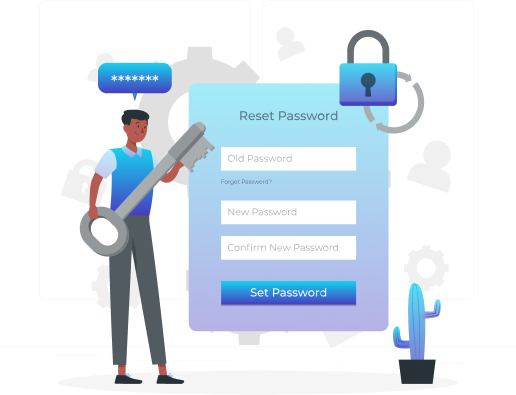 *******
Reset Password
Old Password
Forgot Password?
New Password
Confirm New Password
Set Password